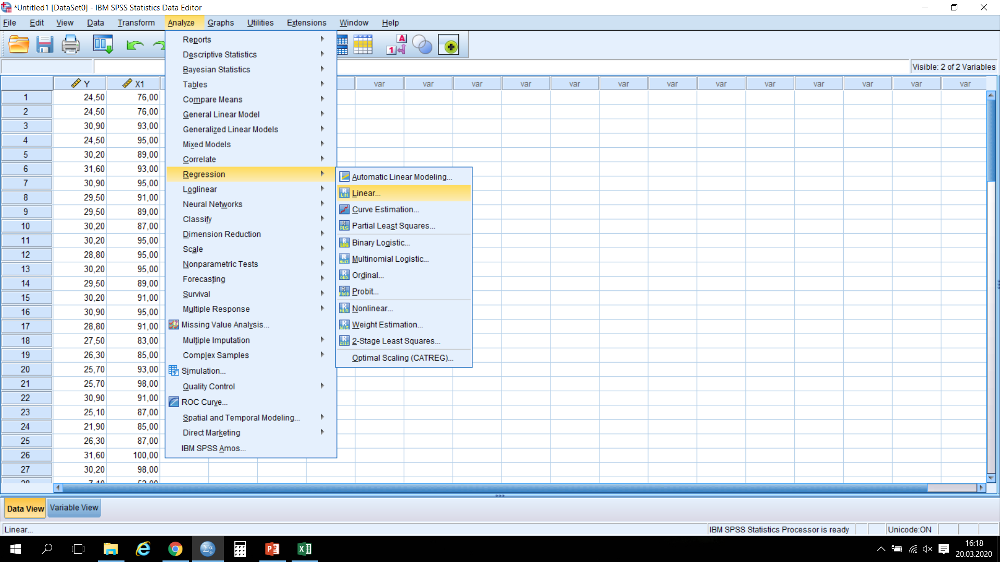 *Untitled1 [DataSet0] - IBM SPSS Statistics Data Editor
File Edit View Data Transform Analyze Graphs Utilities Extensions Window Help
Visible: 2 of 2 Variables
Y X1 var var var var var var var var var var var var var
1 24,50 76,00
2 24,50 76,00
3 30,90 93,00
4 24,50 95,00
5 30,20 89,00
6 31,60 93,00
7 30,90 95,00
8 29,50 91,00
9 29,50 89,00
10 30,20 87,00
11 30,20 95,00
12 28,80 95,00
13 30,20 95,00
14 29,50 89,00
15 30,20 91,00
16 30,90 95,00
17 28,80 91,00
18 27,50 83,00
19 26,30 85,00
20 25,70 93,00
21 25,70 98,00
22 30,90 91,00
23 25,10 87,00
24 21,90 85,00
25 26,30 87,00
26 31,60 100,00
27 30,20 98,00
Reports
Descriptive Statistics
Bayesian Statistics
Tables
Compare Means
General Linear Model
Generalized Linear Models
Mixed Models
Correlate
Regression
Loglinear
Neural Networks
Classify
Dimension Reduction
Scale
Nonparametric Tests
Forecasting
Survival
Multiple Response
Missing Value Analysis...
Multiple Imputation
Complex Samples
Simulation...
Quality Control
ROC Curve...
Spatial and Temporal Modeling...
Direct Marketing
IBM SPSS Amos...
Automatic Linear Modeling...
Linear...
Curve Estimation...
Partial Least Squares...
Binary Logistic...
Multinomial Logistic...
Ordinal...
Probit...
Nonlinear...
Weight Estimation...
2-Stage Least Squares...
Optimal Scaling (CATREG)...
Data View Variable View
Linear... IBM SPSS Statistics Processor is ready Unicode:ON
16:18
20.03.2020